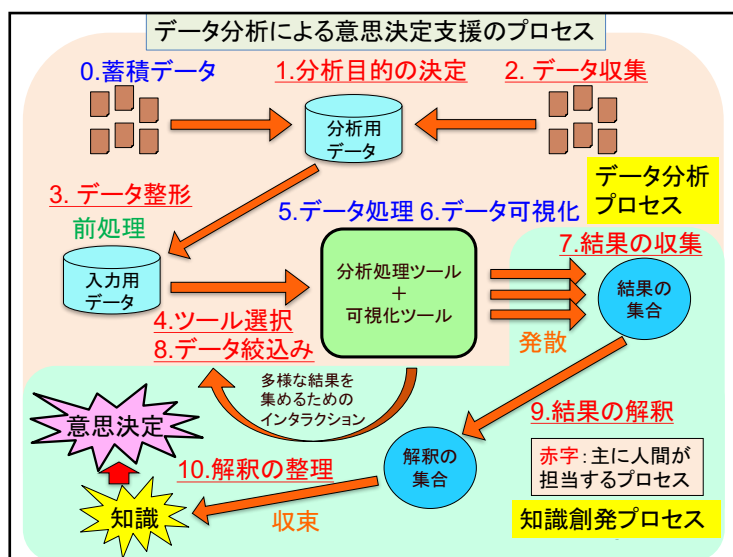 データ分析による意思決定支援のプロセス
0.蓄積データ
1.分析目的の決定
2. データ収集
分析用
データ
3. データ整形
前処理
データ分析
プロセス
5.データ処理 6.データ可視化
入力用
データ
分析処理ツール
＋
可視化ツール
7.結果の収集
結果の
集合
4.ツール選択
8.データ絞込み
発散
多様な結果を
集めるための
インタラクション
意思決定
9.結果の解釈
解釈の
集合
10.解釈の整理
赤字：主に人間が
担当するプロセス
知識
収束
知識創発プロセス